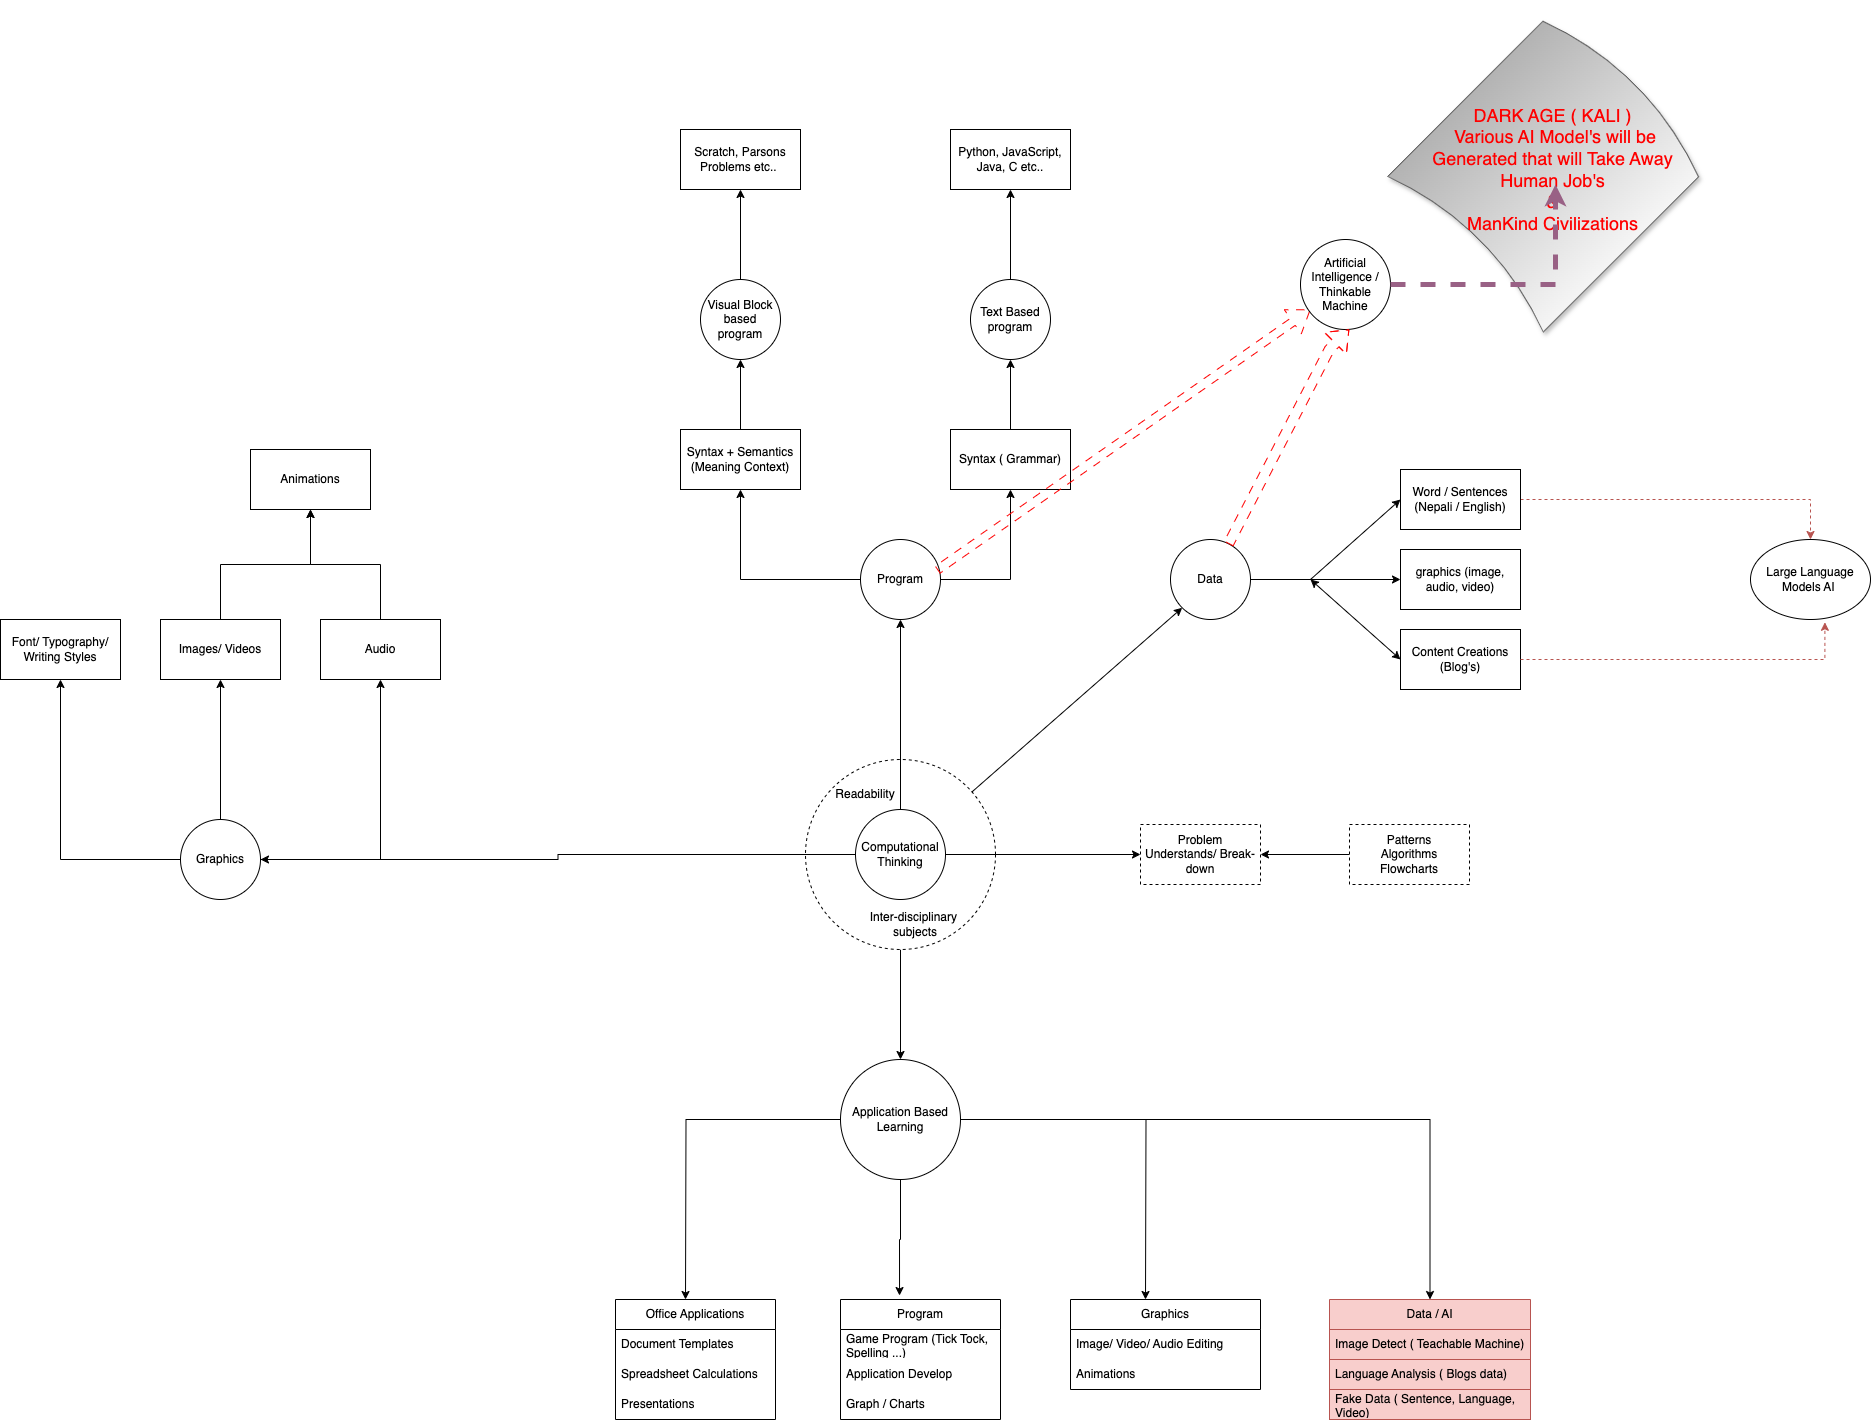 DARK AGE ( KALI )
Various AI Model's will be
Generated that will Take Away
Human Job's
&
ManKind Civilizations
Scratch, Parsons
Problems etc..
Python, JavaScript,
Java, C etc..
Artificial
Intelligence /
Thinkable
Machine
Visual Block
based
program
Text Based
program
Syntax + Semantics
(Meaning Context)
Syntax ( Grammar)
Animations
Word / Sentences
(Nepali / English)
Program
Data
graphics (image,
audio, video)
Large Language
Models AI
Font/ Typography/
Writing Styles
Images/ Videos
Audio
Content Creations
(Blog's)
Readability
Graphics
Computational
Thinking
Problem
Understands/ Break-
down
Patterns
Algorithms
Flowcharts
Inter-disciplinary
subjects
Application Based
Learning
Office Applications
Document Templates
Spreadsheet Calculations
Presentations
Program
Game Program (Tick Tock,
Spelling ...)
Application Develop
Graph / Charts
Graphics
Image/ Video/ Audio Editing
Animations
Data / AI
Image Detect ( Teachable Machine)
Language Analysis ( Blogs data)
Fake Data ( Sentence, Language,
Video)